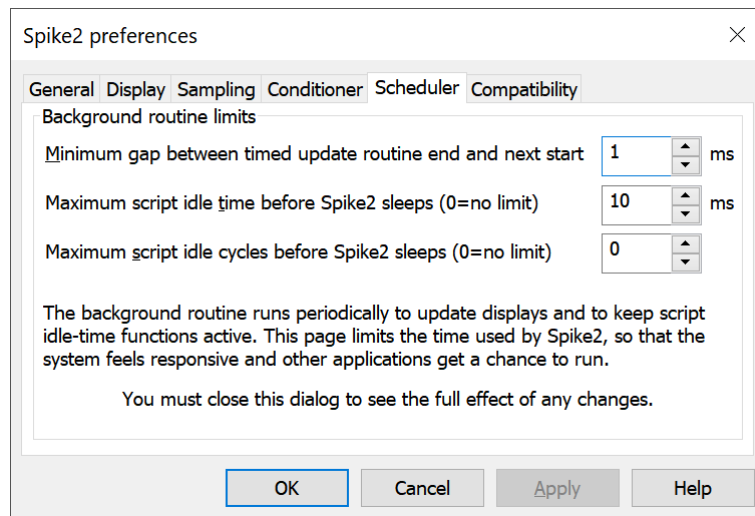 Spike2 preferences
General Display Sampling Conditioner Scheduler Compatibility
Background routine limits
Minimum gap between timed update routine end and next start 1 ms
Maximum script idle time before Spike2 sleeps (0=no limit) 10 ms
Maximum script idle cycles before Spike2 sleeps (0=no limit) 0
The background routine runs periodically to update displays and to keep script
idle-time functions active. This page limits the time used by Spike2, so that the
system feels responsive and other applications get a chance to run.
You must close this dialog to see the full effect of any changes.
OK Cancel Apply Help